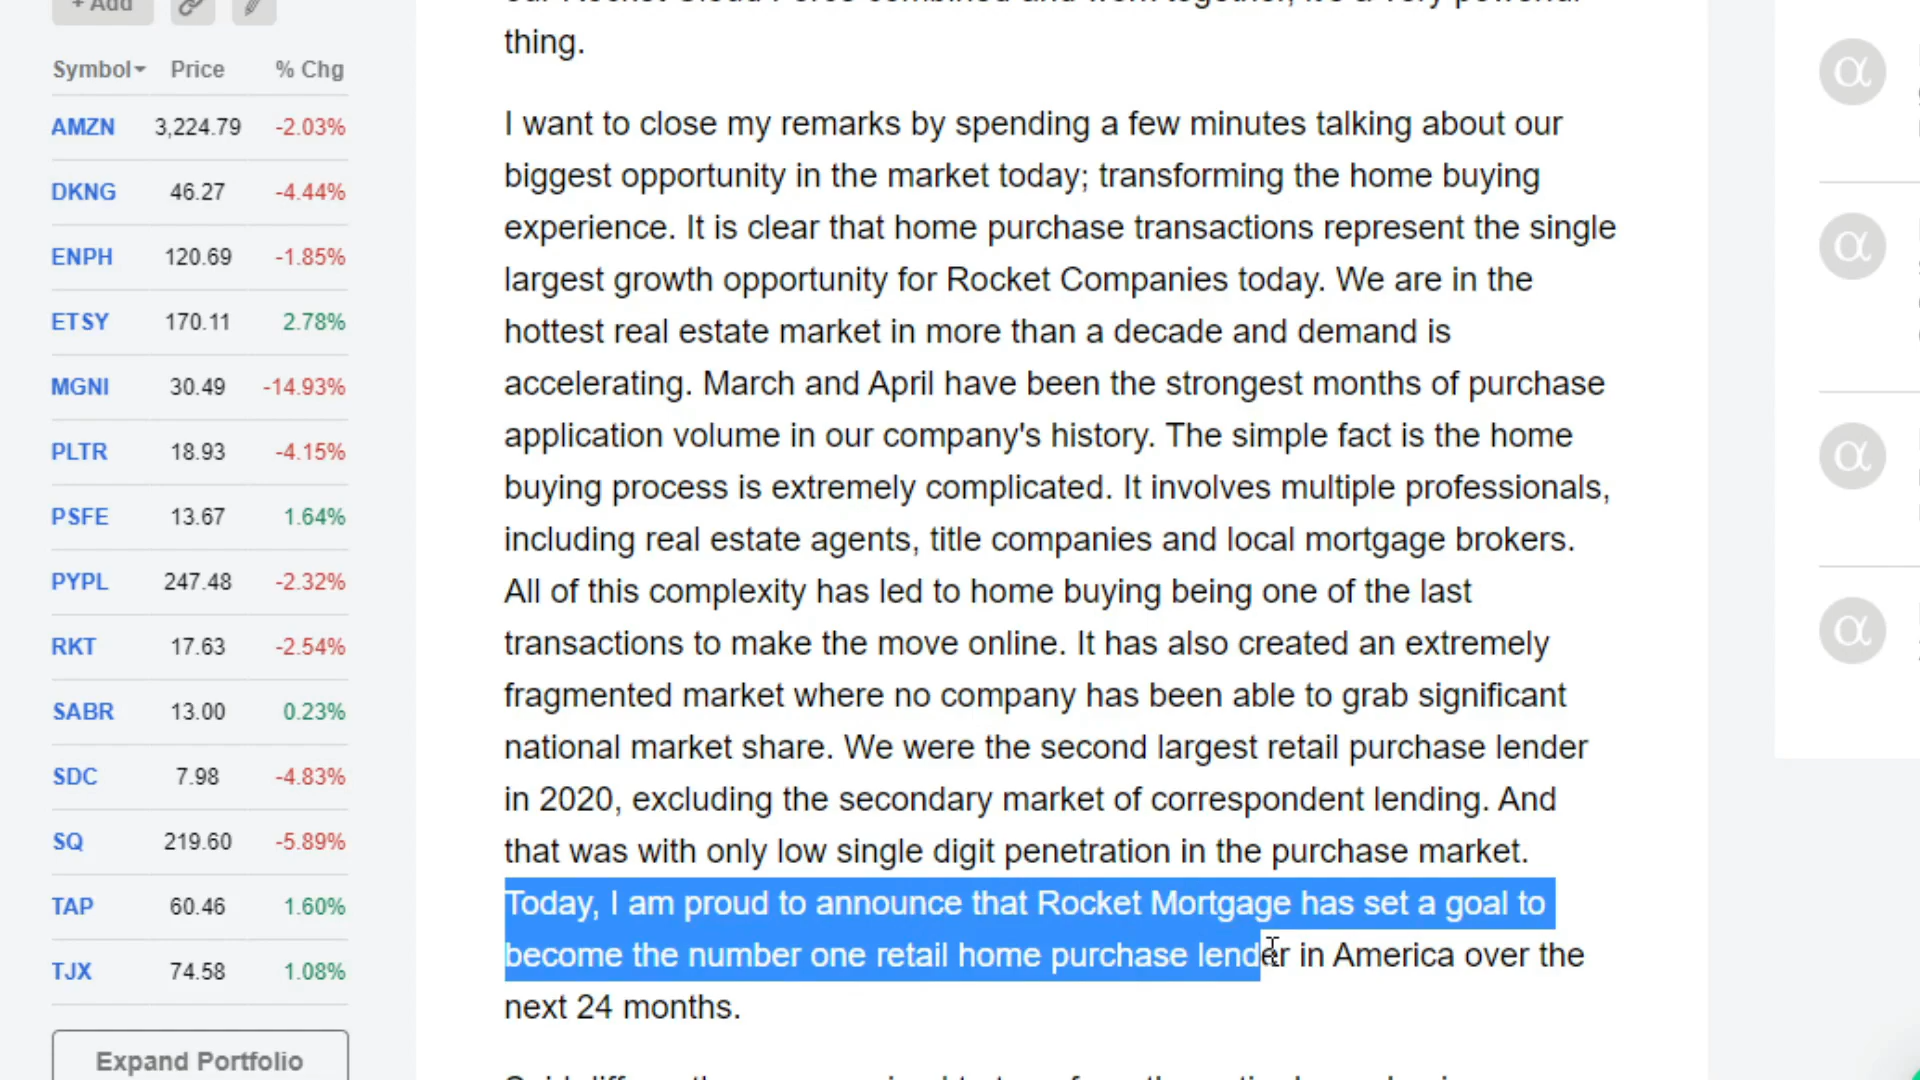 + Add
Symbol Price % Chg
AMZN 3,224.79 -2.03%
DKNG 46.27 -4.44%
ENPH 120.69 -1.85%
ETSY 170.11 2.78%
MGNI 30.49 -14.93%
PLTR 18.93 -4.15%
PSFE 13.67 1.64%
PYPL 247.48 -2.32%
RKT 17.63 -2.54%
SABR 13.00 0.23%
SDC 7.98 -4.83%
SQ 219.60 -5.89%
TAP 60.46 1.60%
TJX 74.58 1.08%
Expand Portfolio
thing.
I want to close my remarks by spending a few minutes talking about our
biggest opportunity in the market today; transforming the home buying
experience. It is clear that home purchase transactions represent the single
largest growth opportunity for Rocket Companies today. We are in the
hottest real estate market in more than a decade and demand is
accelerating. March and April have been the strongest months of purchase
application volume in our company's history. The simple fact is the home
buying process is extremely complicated. It involves multiple professionals,
including real estate agents, title companies and local mortgage brokers.
All of this complexity has led to home buying being one of the last
transactions to make the move online. It has also created an extremely
fragmented market where no company has been able to grab significant
national market share. We were the second largest retail purchase lender
in 2020, excluding the secondary market of correspondent lending. And
that was with only low single digit penetration in the purchase market.
Today, I am proud to announce that Rocket Mortgage has set a goal to
become the number one retail home purchase lender in America over the
next 24 months.
α
α
α
α